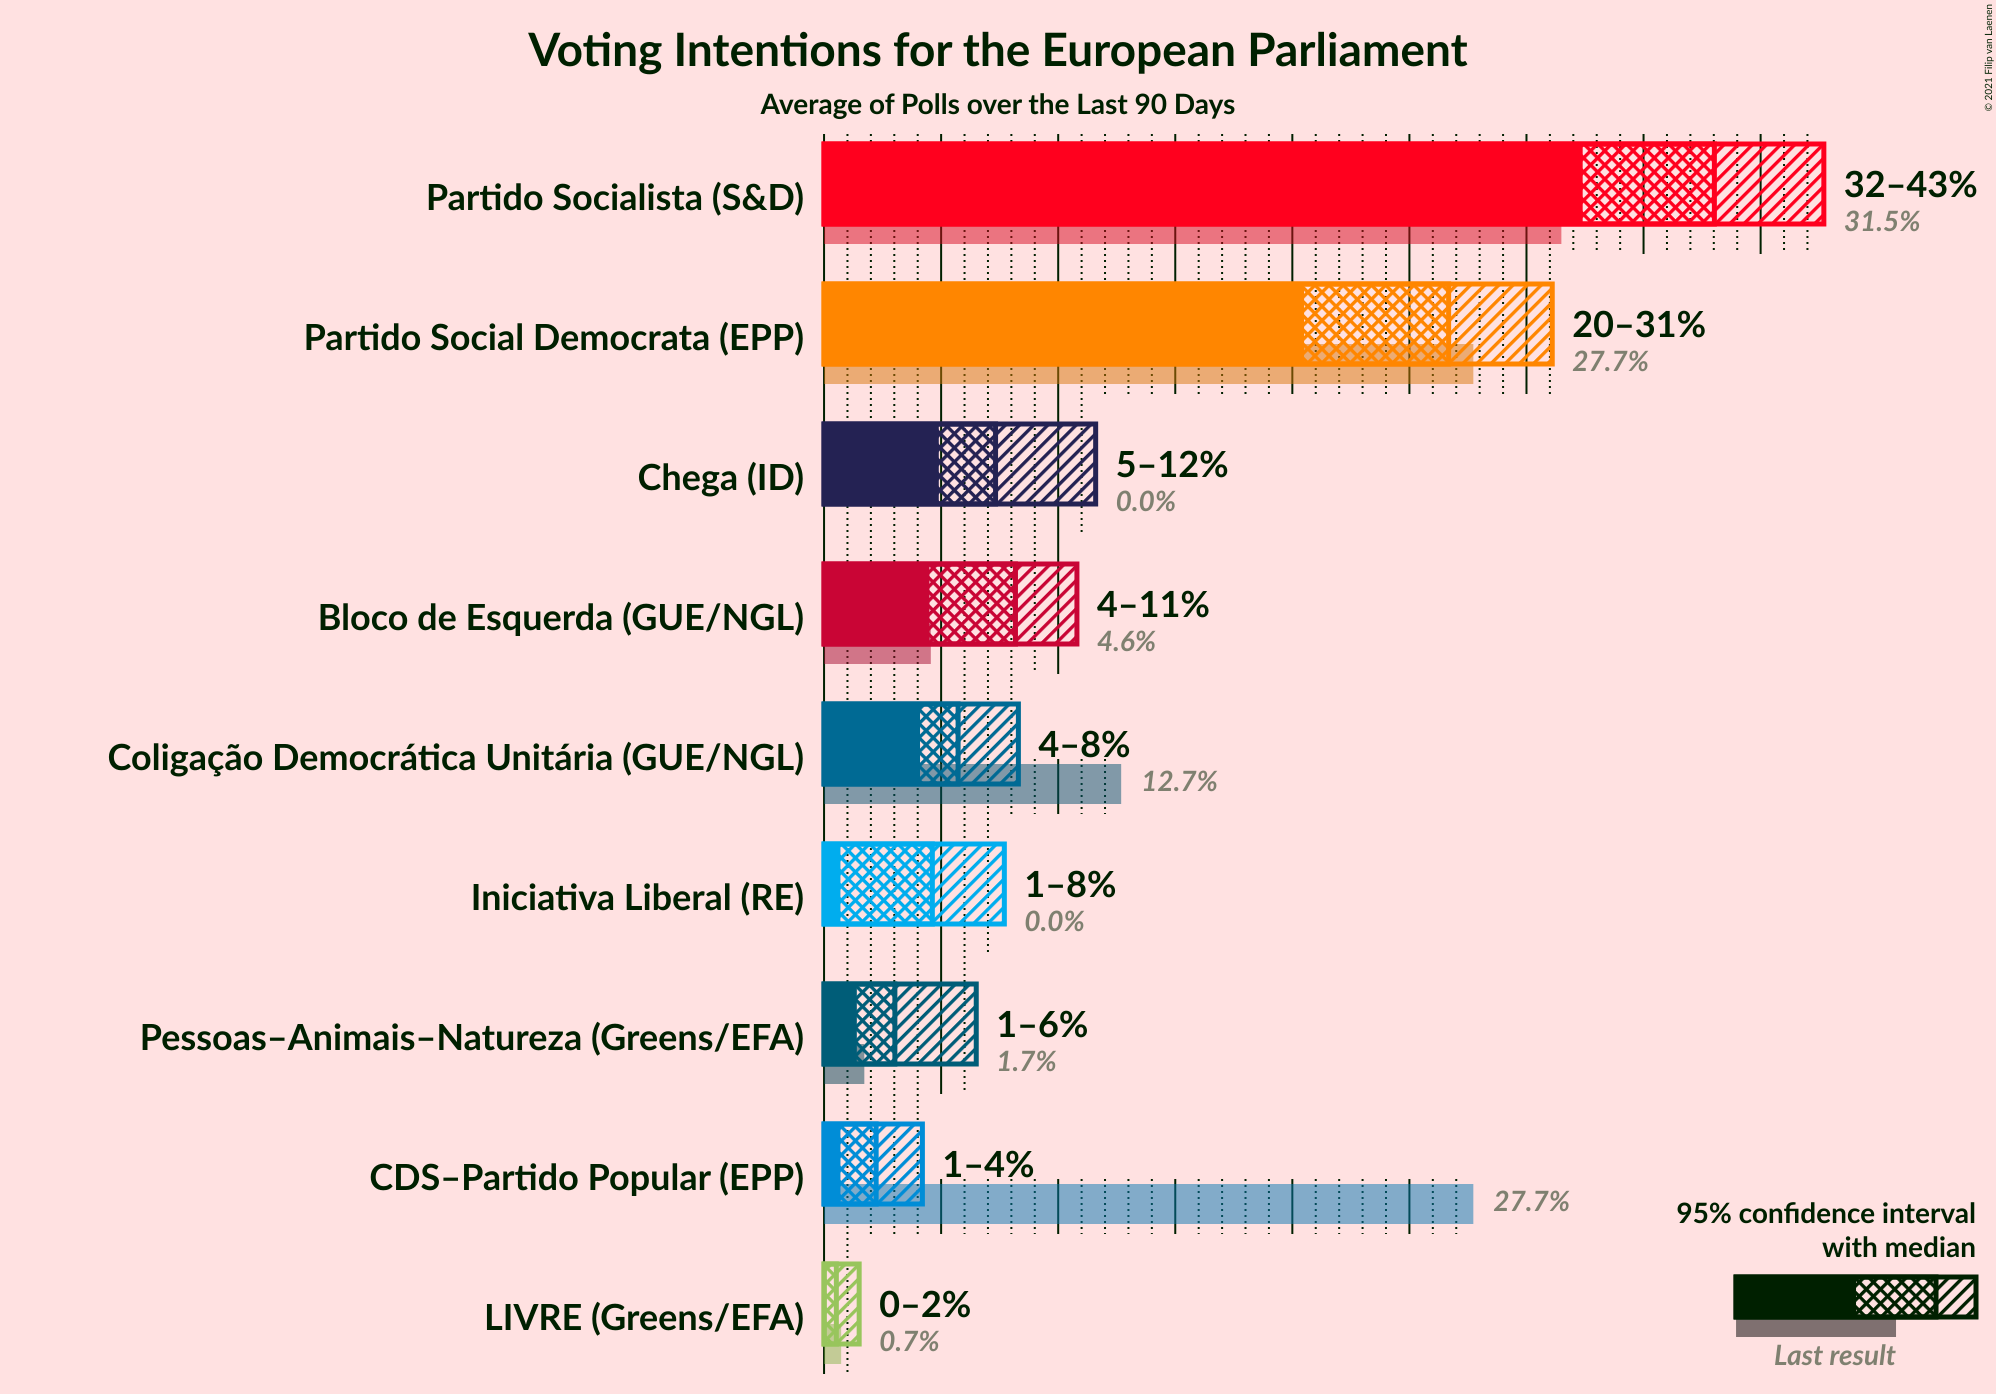 Voting Intentions for the European Parliament
Average of Polls over the Last 90 Days
© 2021 Filip van Laenen
Partido Socialista (S&D)
32–43%
31.5%
Partido Social Democrata (EPP)
20–31%
27.7%
Chega (ID)
5–12%
0.0%
Bloco de Esquerda (GUE/NGL)
4–11%
4.6%
Coligação Democrática Unitária (GUE/NGL)
4–8%
12.7%
Iniciativa Liberal (RE)
1–8%
0.0%
Pessoas–Animais–Natureza (Greens/EFA)
1–6%
1.7%
CDS–Partido Popular (EPP)
1–4%
27.7%
LIVRE (Greens/EFA)
0–2%
0.7%
95% confidence interval
with median
Last result